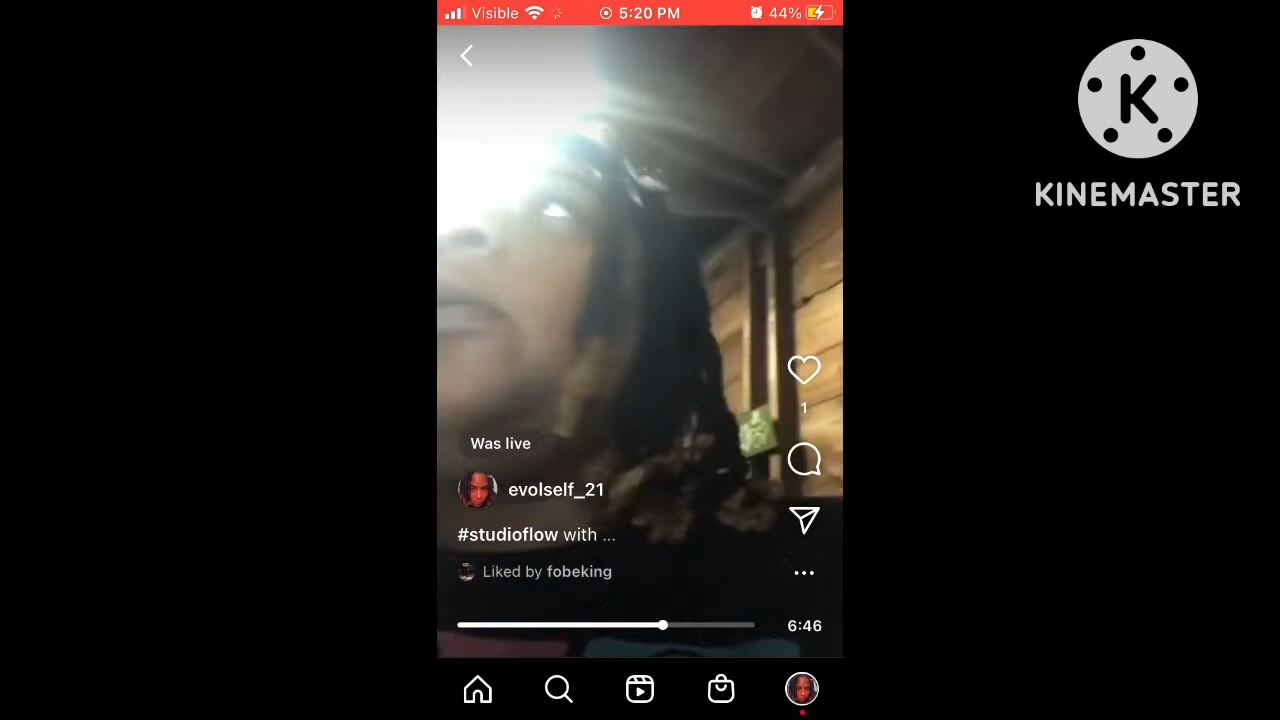 Visible
5:20 PM
44%
KINEMASTER
1
Was live
evolself_21
#studioflow with ...
Liked by fobeking
6:46